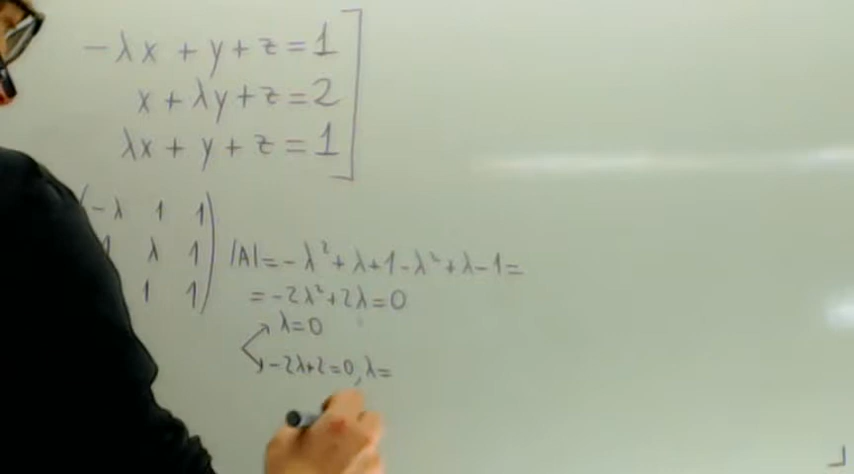 -λx + y + z = 1
x + λy + z = 2
λx + y + z = 1
-λ 1 1
λ 1 |A| = -λ² + λ + 1 - λ² + λ - 1 =
1 1 = -2λ² + 2λ = 0
λ = 0
-2λ + 2 = 0, λ =